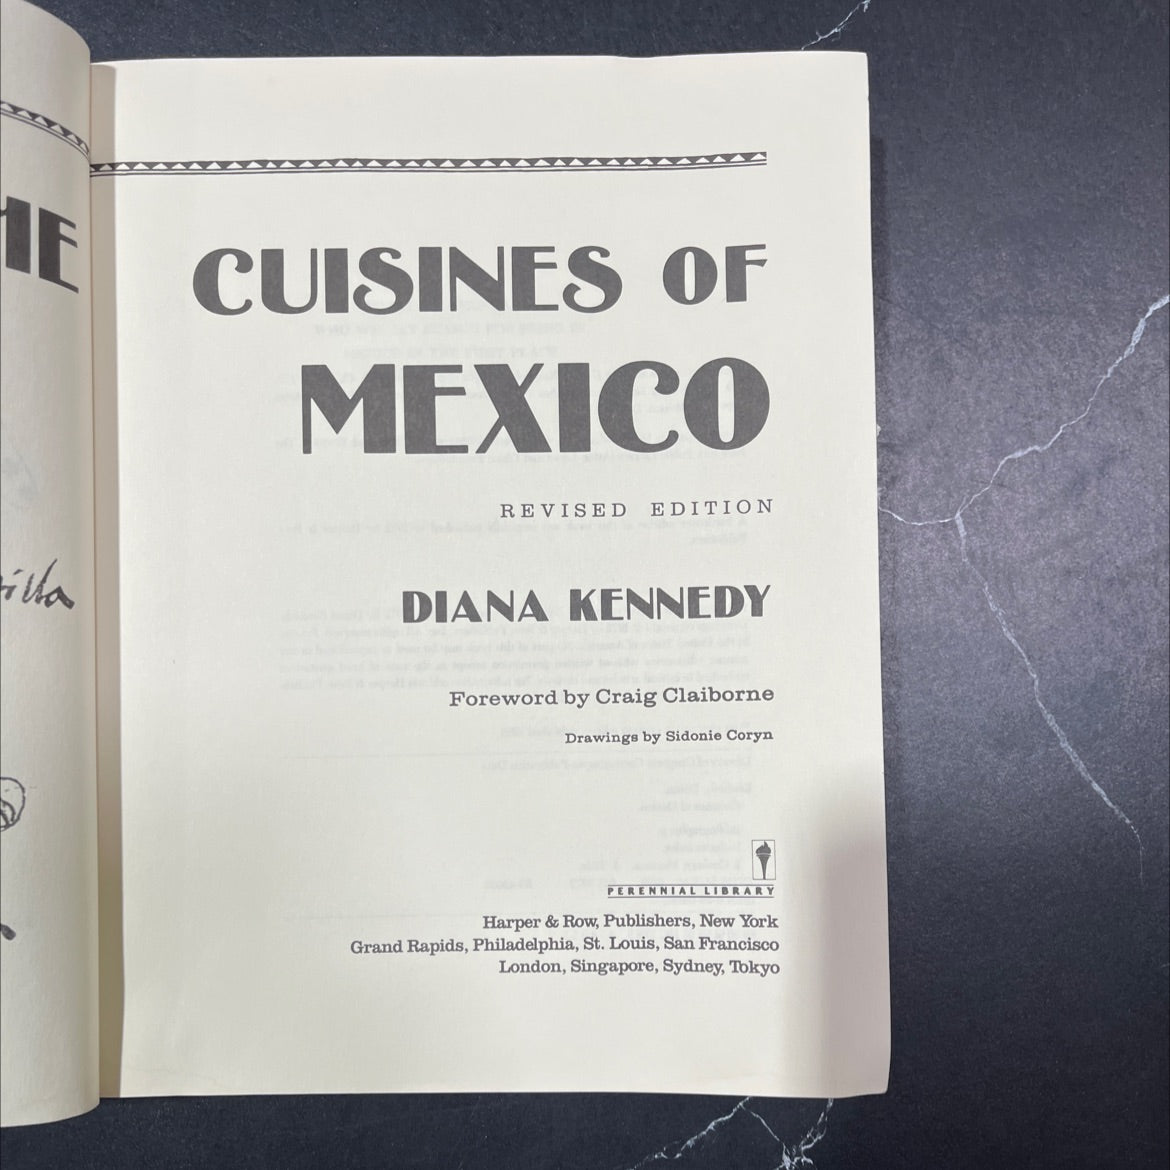 HE
CUISINES OF
MEXICO
REVISED EDITION
DIANA KENNEDY
Foreword by Craig Claiborne
Drawings by Sidonie Coryn
PERENNIAL LIBRARY
Harper & Row, Publishers, New York
Grand Rapids, Philadelphia, St. Louis, San Francisco
London, Singapore, Sydney, Tokyo